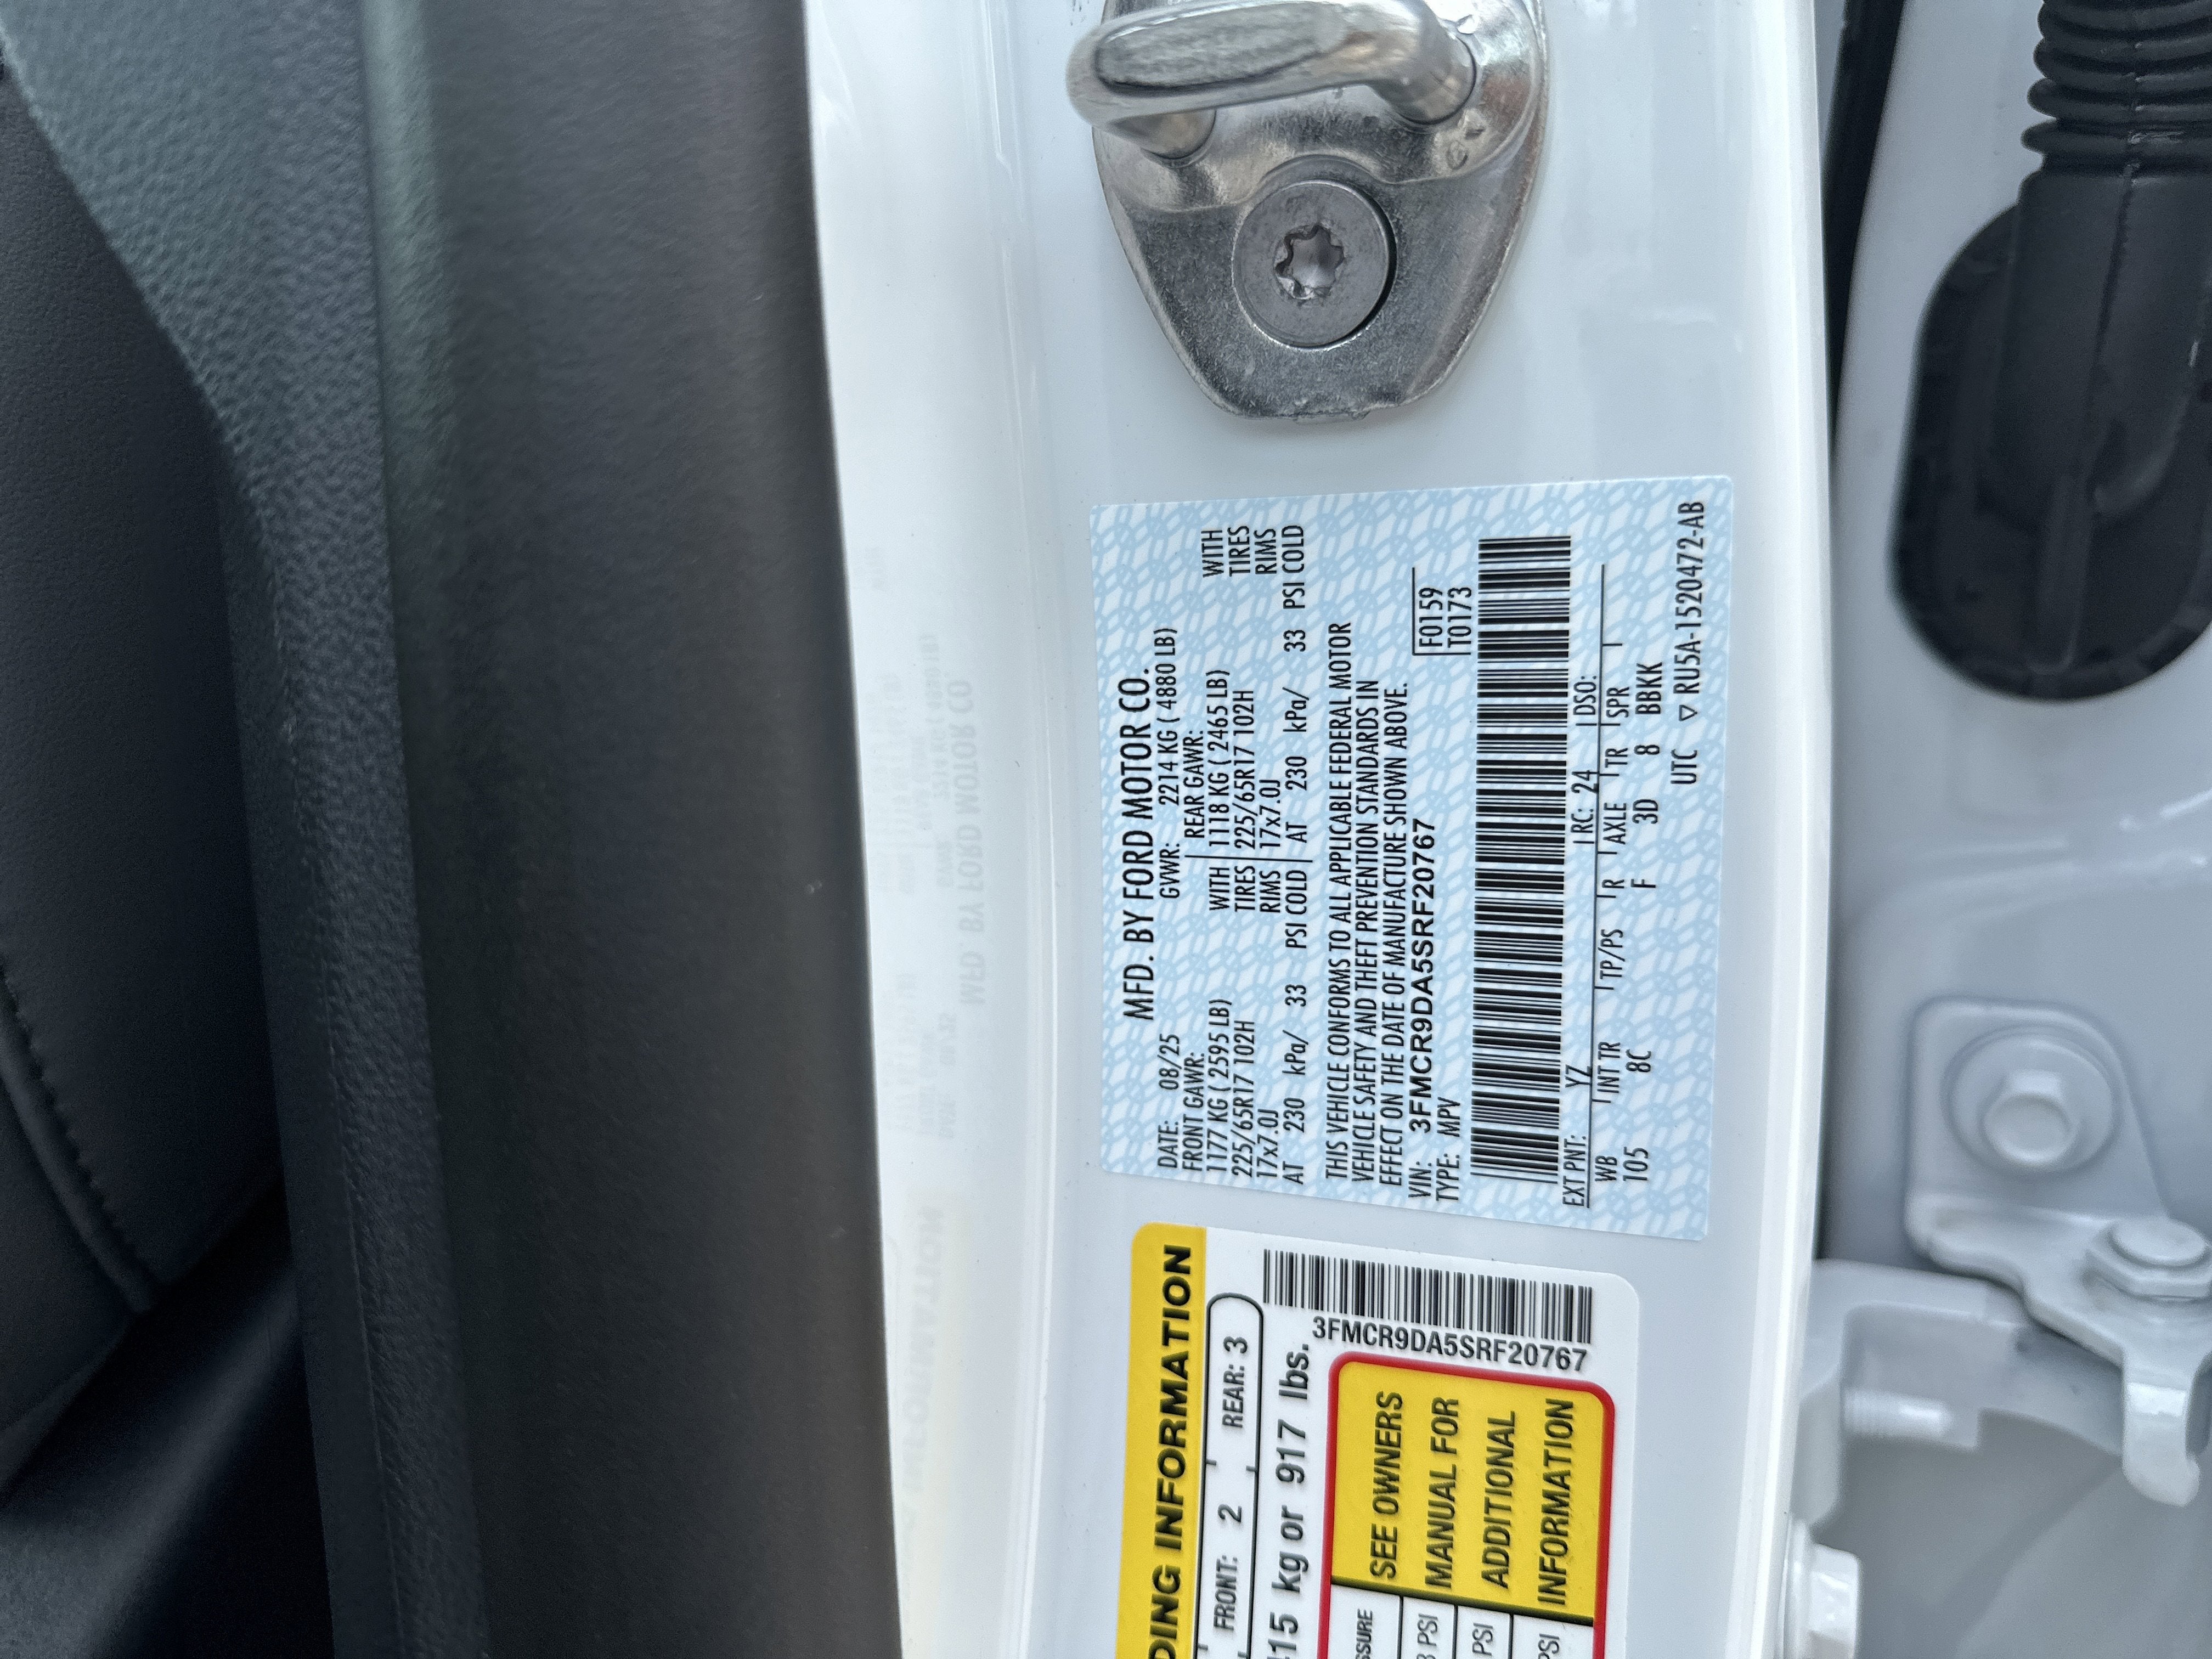 MFD. BY FORD MOTOR CO.
DATE: 08/25 GVWR: 2214 KG ( 4880 LB)
FRONT GAWR: REAR GAWR:
1177 KG ( 2595 LB) WITH 1118 KG ( 2465 LB) WITH
225/65R17 102H TIRES 225/65R17 102H TIRES
17x7.0J RIMS 17x7.0J RIMS
AT 230 kPa/ 33 PSI COLD AT 230 kPa/ 33 PSI COLD
THIS VEHICLE CONFORMS TO ALL APPLICABLE FEDERAL MOTOR
VEHICLE SAFETY AND THEFT PREVENTION STANDARDS IN
EFFECT ON THE DATE OF MANUFACTURE SHOWN ABOVE.
VIN: 3FMCR9DA5SRF20767 F0159
TYPE: MPV T0173
EXT PNT: YZ RC: 24 DSO:
WB INT TR TP/PS R AXLE TR SPR
105 8C F 3D 8 BBKK
UTC ▽ RU5A-1520472-AB
DING INFORMATION
FRONT: 2 REAR: 3
415 kg or 917 lbs.
3FMCR9DA5SRF20767
SSURE SEE OWNERS
PSI MANUAL FOR
PSI ADDITIONAL
PSI INFORMATION